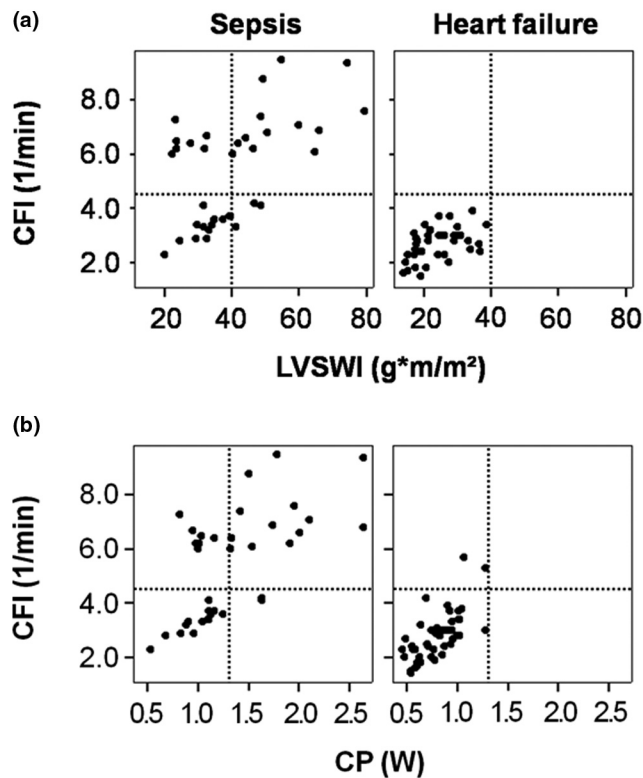 (a)
Sepsis
Heart failure
CFI (1/min)
8.0
6.0
4.0
2.0
20 40 60 80
20 40 60 80
LVSWI (g*m/m²)
(b)
CFI (1/min)
8.0
6.0
4.0
2.0
0.5 1.0 1.5 2.0 2.5
0.5 1.0 1.5 2.0 2.5
CP (W)